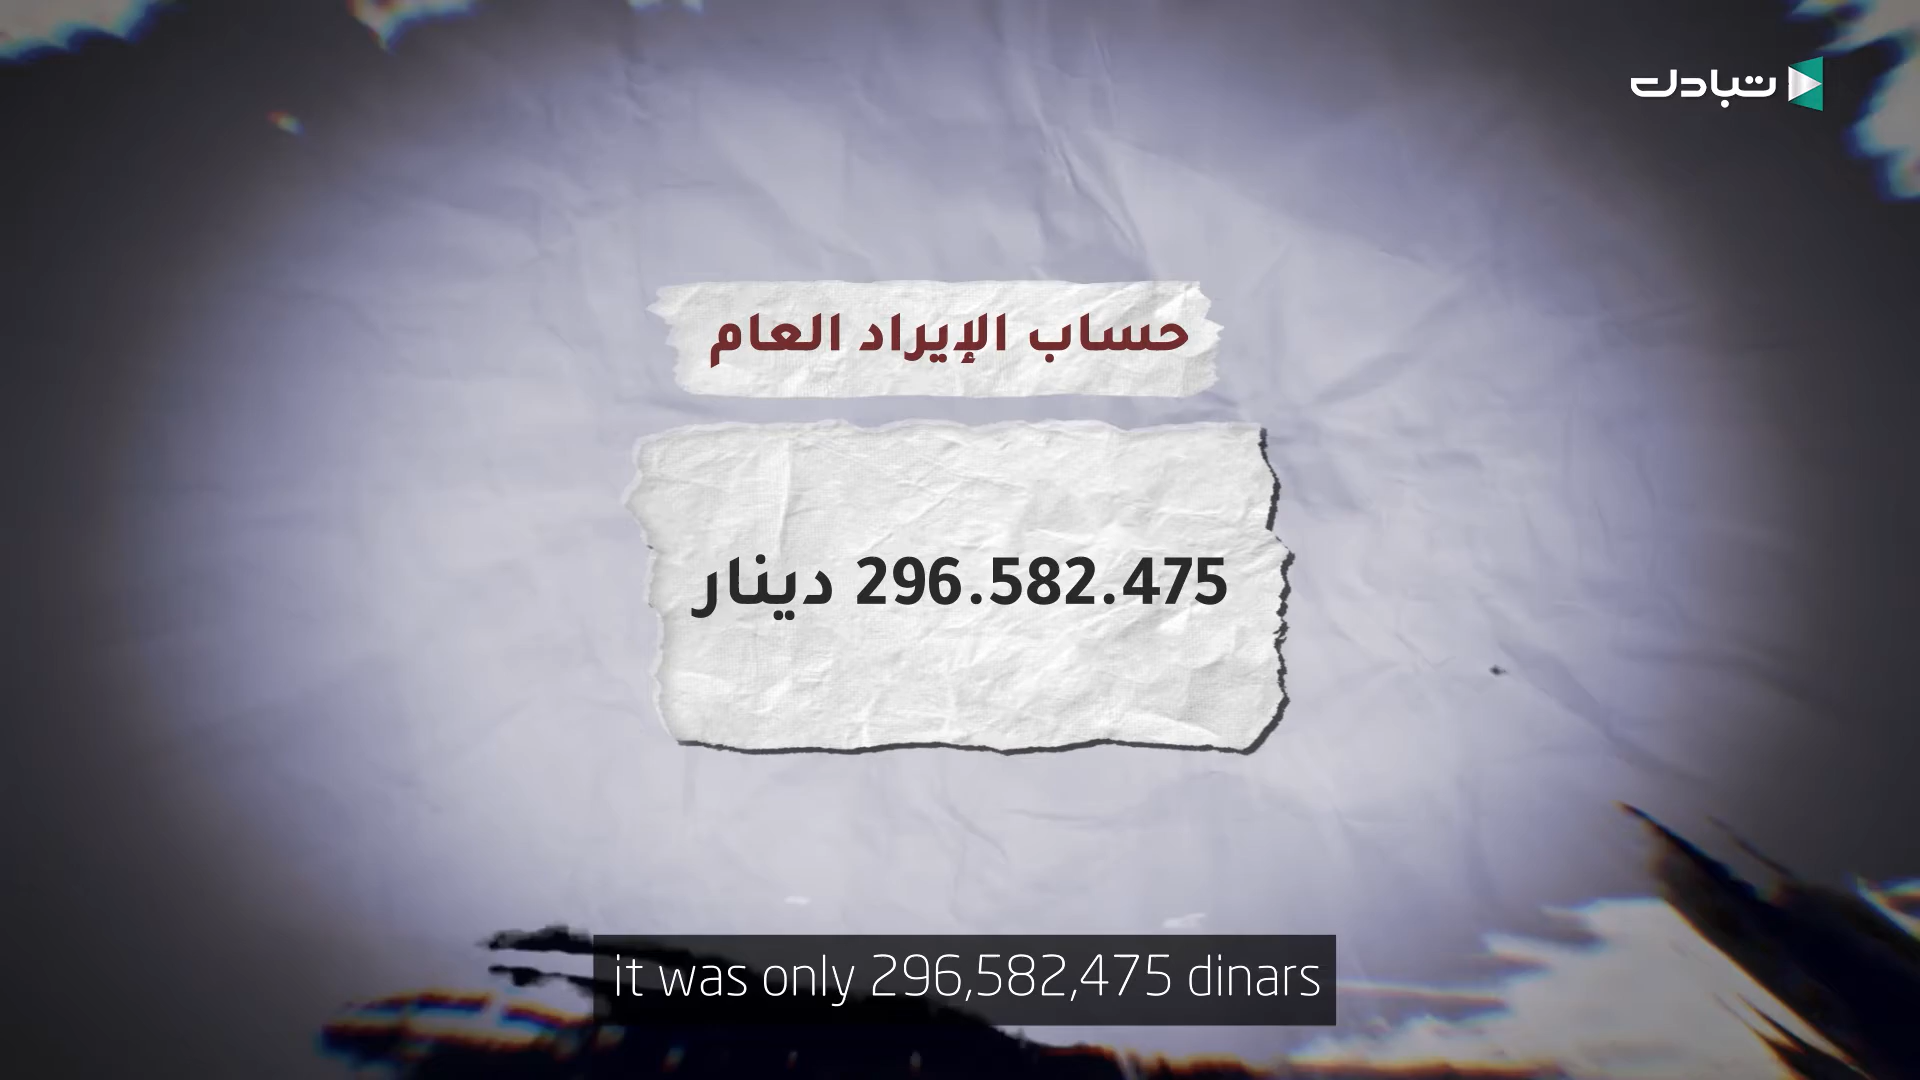 تبادل
حساب الإيراد العام
296.582.475 دينار
it was only 296,582,475 dinars